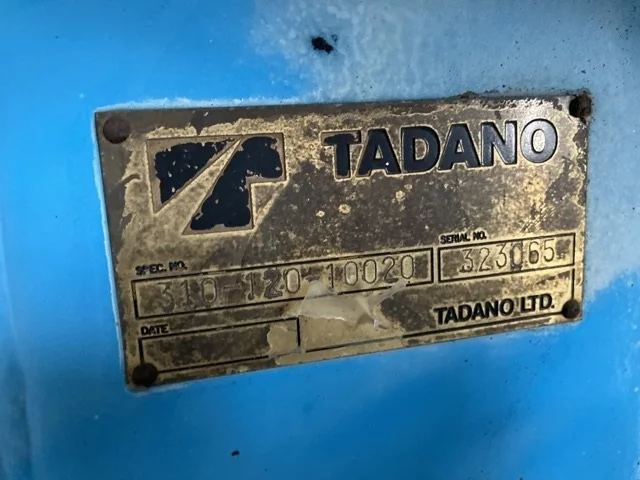 TADANO
SPEC. NO. SERIAL NO.
310-120-10020 323065
DATE
TADANO LTD.